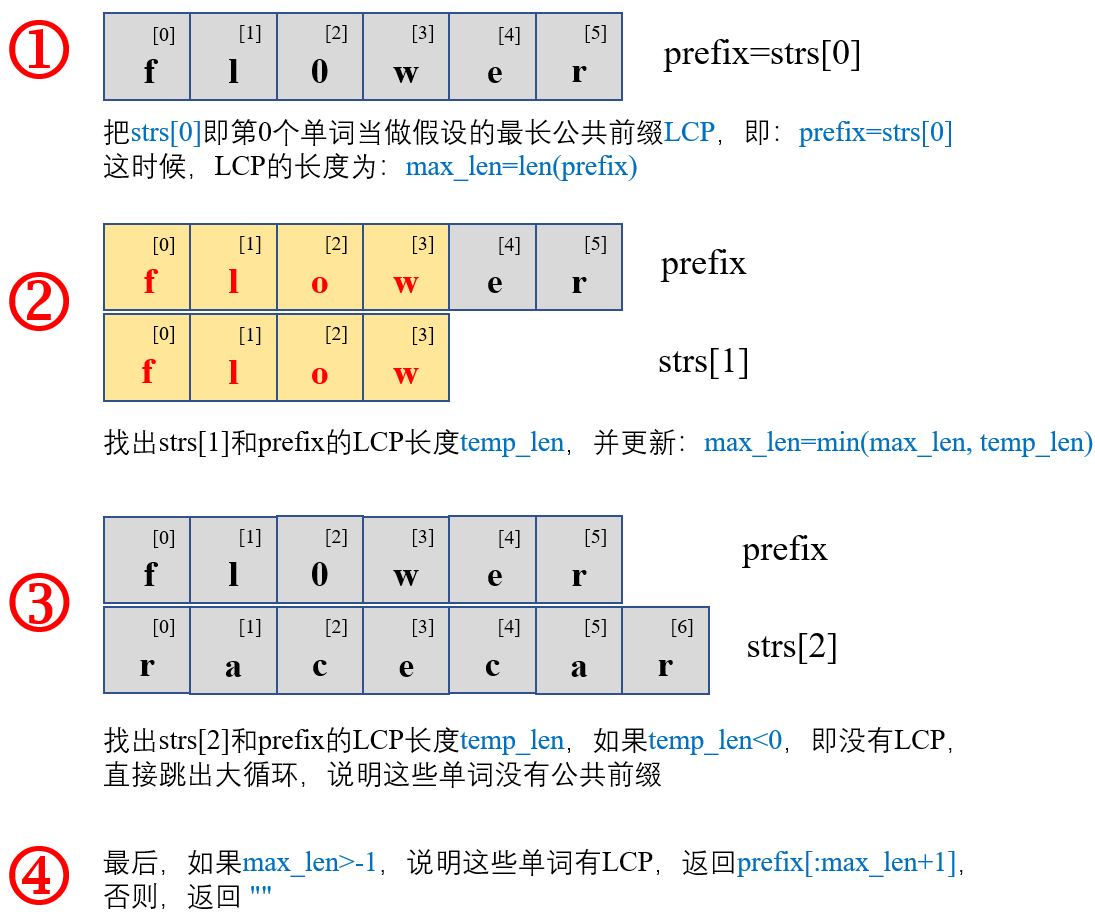 ①
[0] [1] [2] [3] [4] [5]
f l 0 w e r
prefix=strs[0]
把strs[0]即第0个单词当做假设的最长公共前缀LCP，即：prefix=strs[0]
这时候，LCP的长度为：max_len=len(prefix)
②
[0] [1] [2] [3] [4] [5]
f l o w e r
prefix
[0] [1] [2] [3]
f l o w
strs[1]
找出strs[1]和prefix的LCP长度temp_len，并更新：max_len=min(max_len, temp_len)
③
[0] [1] [2] [3] [4] [5]
f l 0 w e r
prefix
[0] [1] [2] [3] [4] [5] [6]
r a c e c a r
strs[2]
找出strs[2]和prefix的LCP长度temp_len，如果temp_len<0，即没有LCP，
直接跳出大循环，说明这些单词没有公共前缀
④
最后，如果max_len>-1，说明这些单词有LCP，返回prefix[:max_len+1]，
否则，返回 ""